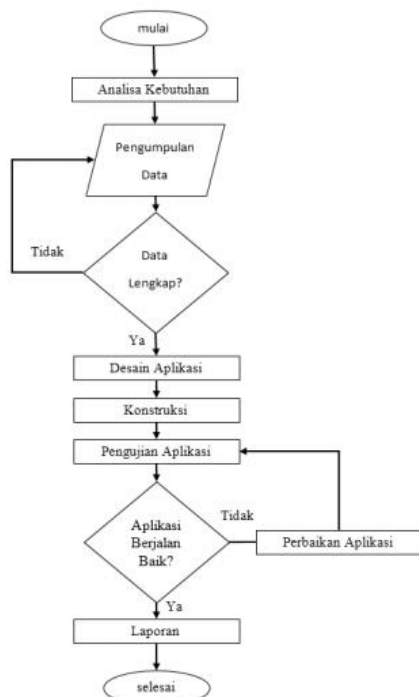 mulai
Analisa Kebutuhan
Pengumpulan
Data
Data
Lengkap?
Tidak
Ya
Desain Aplikasi
Konstruksi
Pengujian Aplikasi
Aplikasi
Berjalan
Baik?
Tidak
Perbaikan Aplikasi
Ya
Laporan
selesai